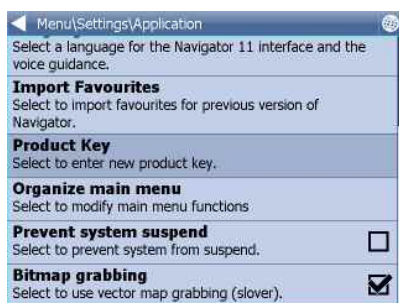 Menu\Settings\Application
Select a language for the Navigator 11 interface and the
voice guidance.
Import Favourites
Select to import favourites for previous version of
Navigator.
Product Key
Select to enter new product key.
Organize main menu
Select to modify main menu functions
Prevent system suspend
Select to prevent system from suspend.
Bitmap grabbing
Select to use vector map grabbing (slover).